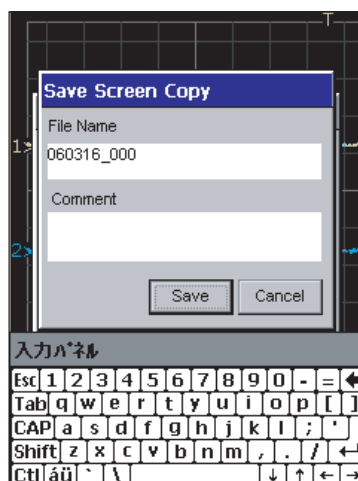 T
Save Screen Copy
File Name
1>
060316_000
Comment
2>
Save Cancel
入力パネル
Esc 1 2 3 4 5 6 7 8 9 0 - =
Tab q w e r t y u i o p [ ]
CAP a s d f g h j k l ; '
Shift z x c v b n m , . / ↵
Ctl áü ` \ ↓ ↑ ← →